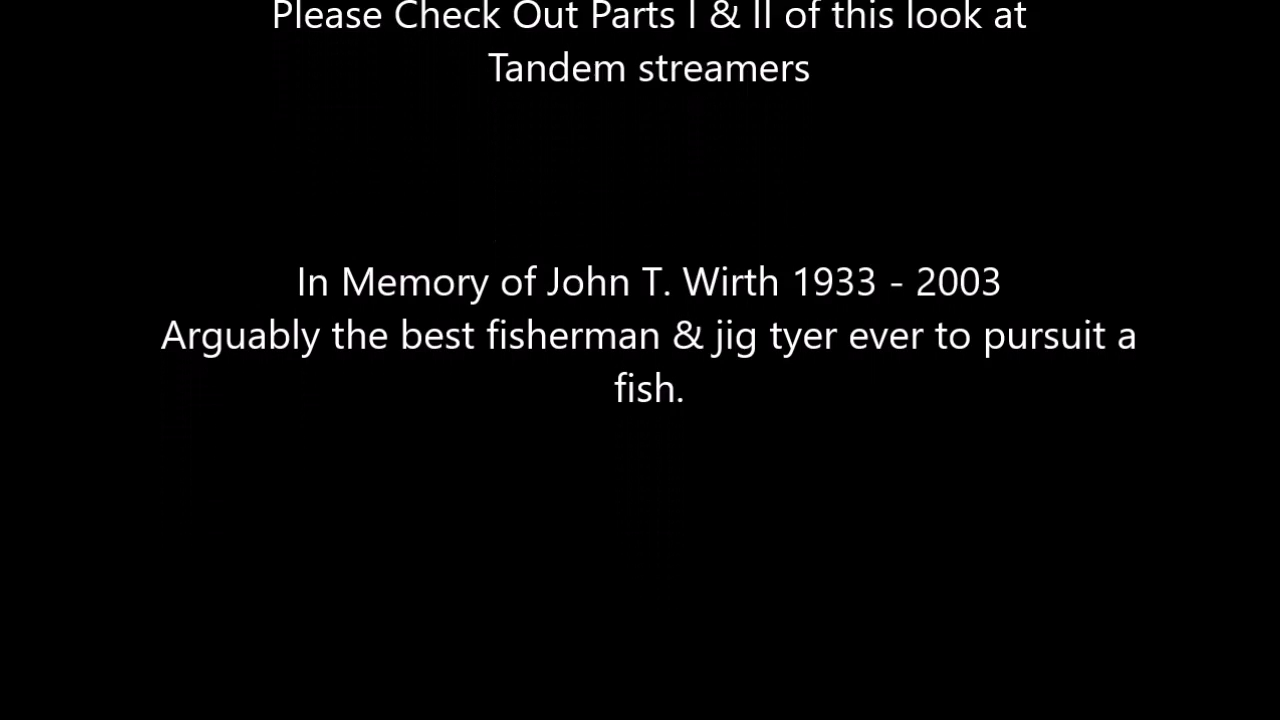 Please Check Out Parts I & II of this look at
Tandem streamers
In Memory of John T. Wirth 1933 - 2003
Arguably the best fisherman & jig tyer ever to pursuit a
fish.